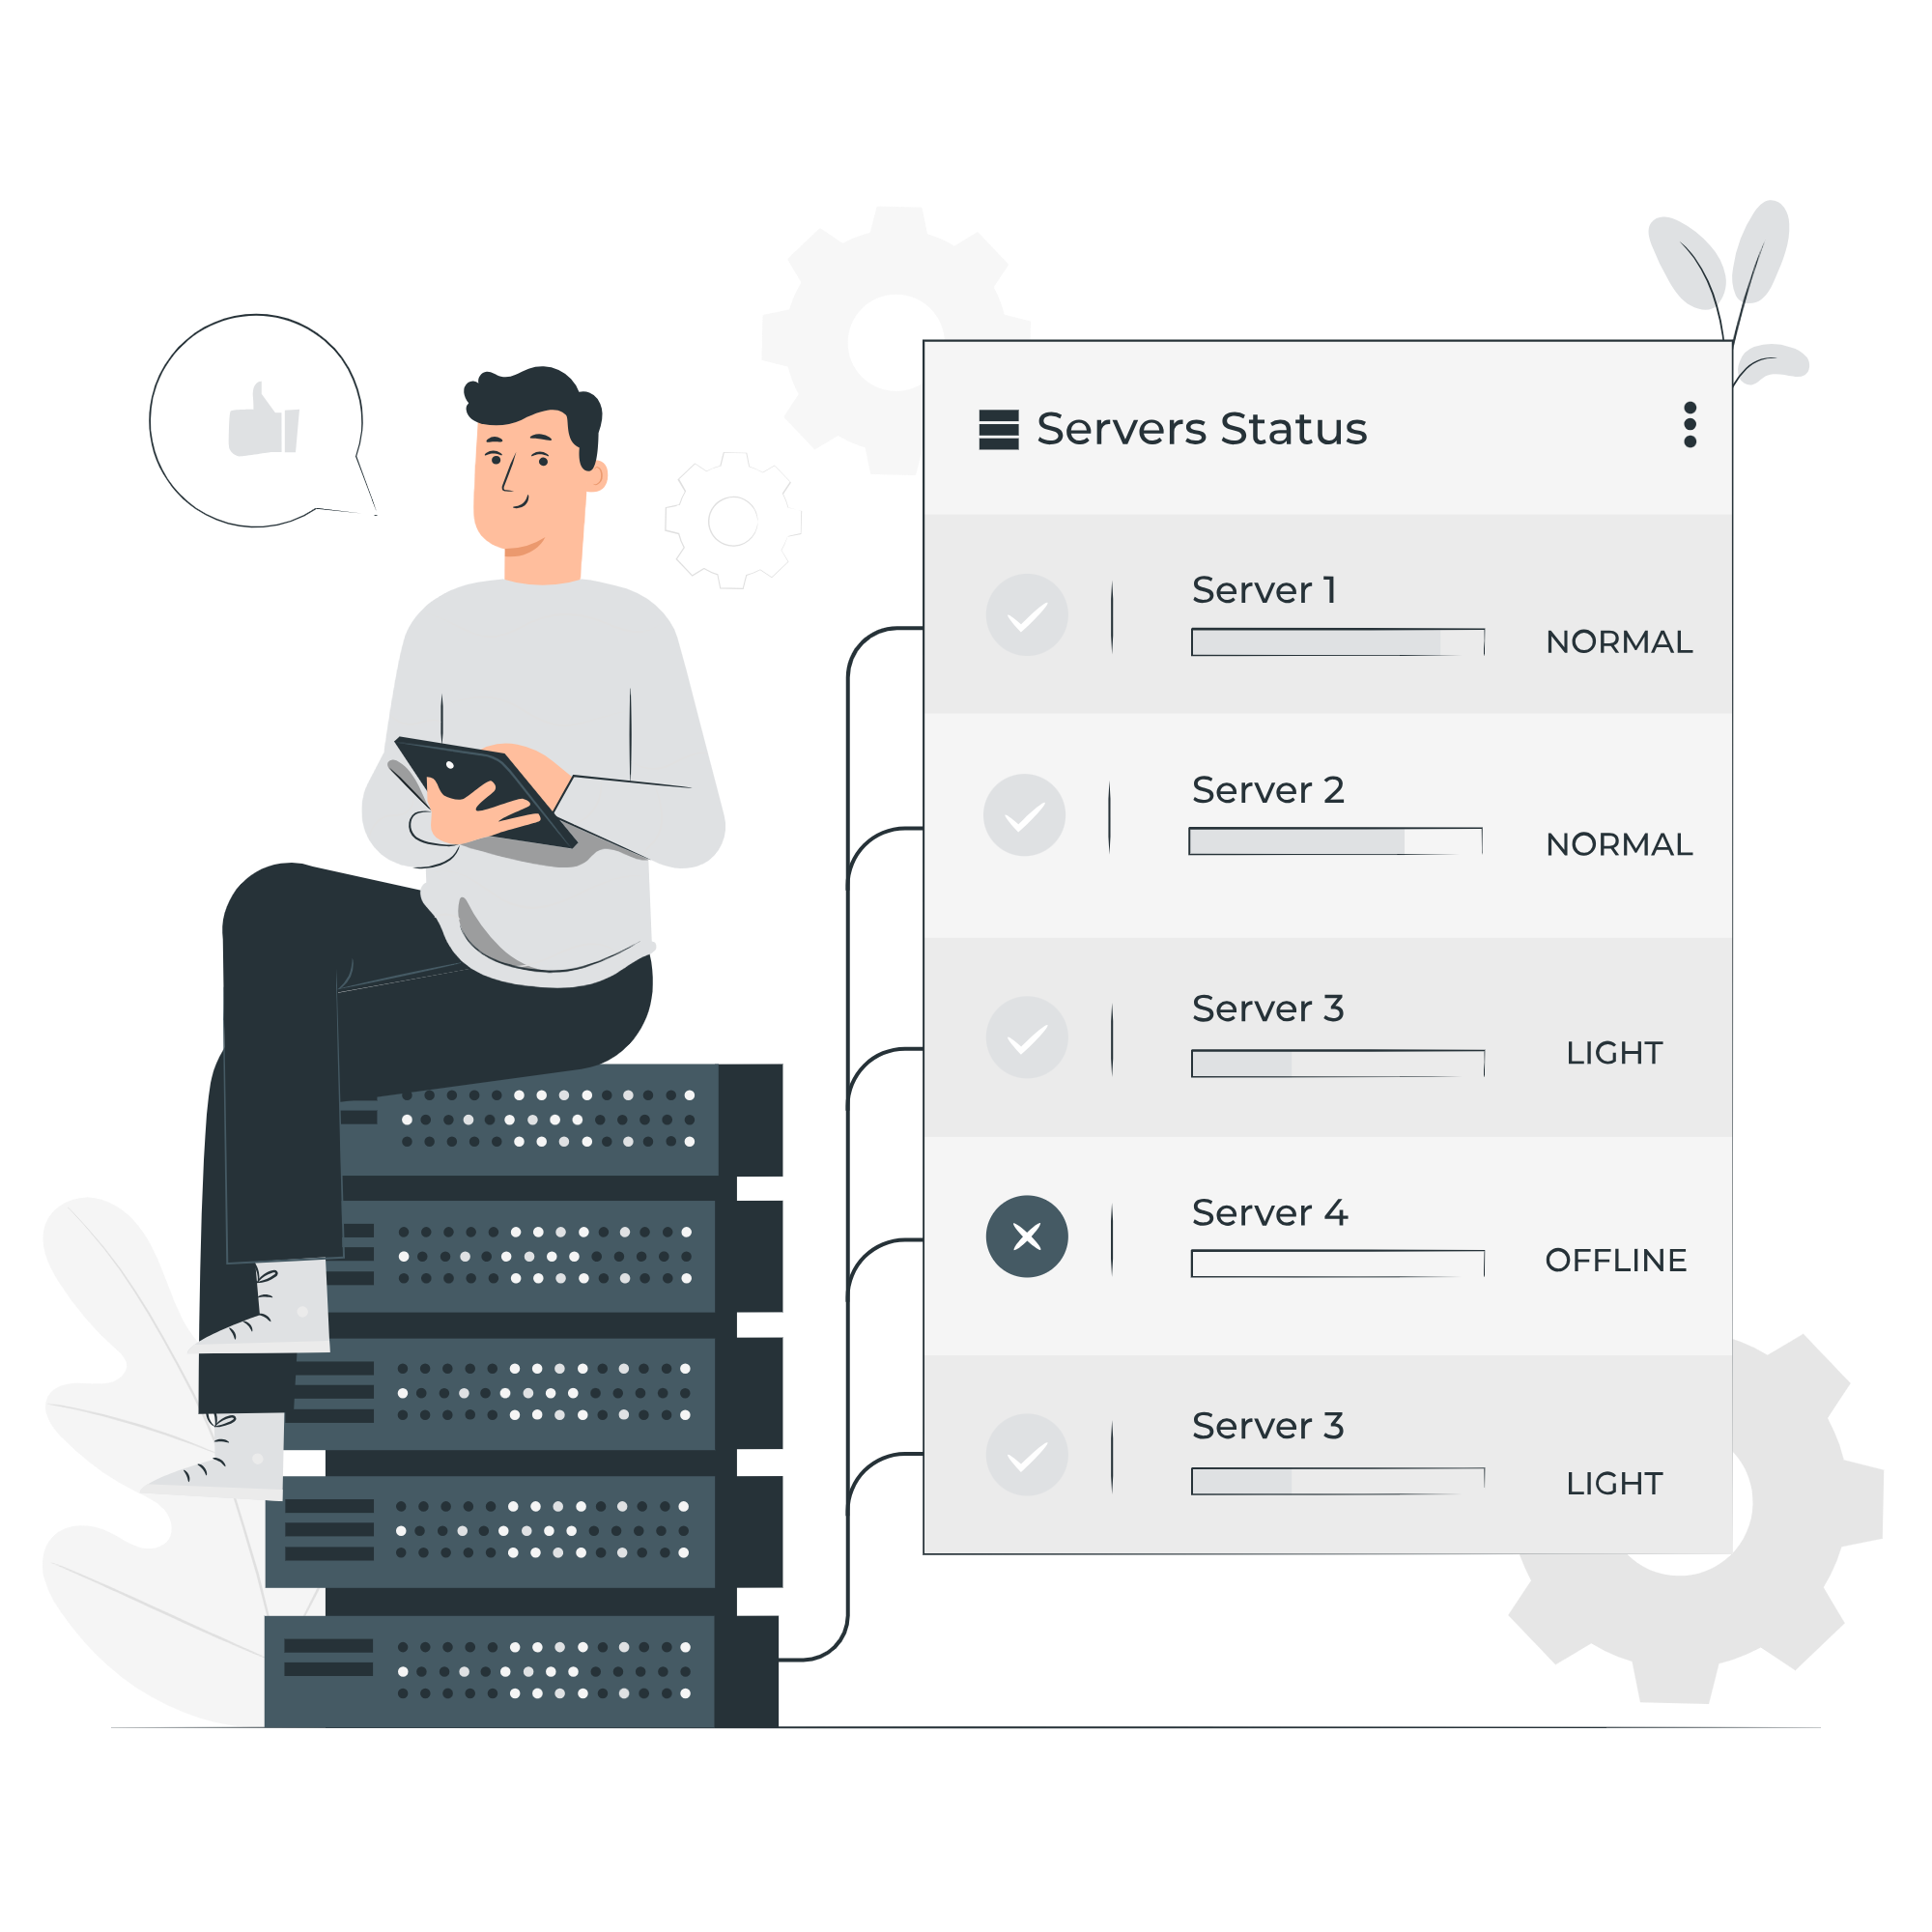 Servers Status
Server 1
NORMAL
Server 2
NORMAL
Server 3
LIGHT
Server 4
OFFLINE
Server 3
LIGHT